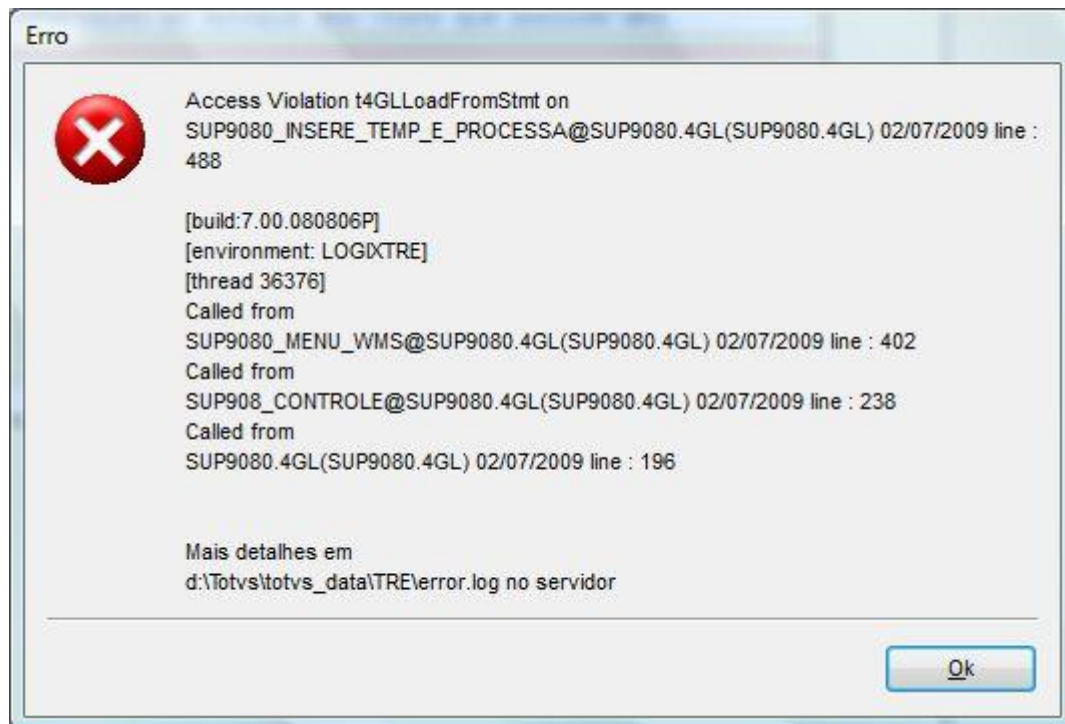 Erro
Access Violation t4GLLoadFromStmt on
SUP9080_INSERE_TEMP_E_PROCESSA@SUP9080.4GL(SUP9080.4GL) 02/07/2009 line :
488
[build:7.00.080806P]
[environment: LOGIXTRE]
[thread 36376]
Called from
SUP9080_MENU_WMS@SUP9080.4GL(SUP9080.4GL) 02/07/2009 line : 402
Called from
SUP908_CONTROLE@SUP9080.4GL(SUP9080.4GL) 02/07/2009 line : 238
Called from
SUP9080.4GL(SUP9080.4GL) 02/07/2009 line : 196
Mais detalhes em
d:\Totvs\totvs_data\TRE\error.log no servidor
Ok